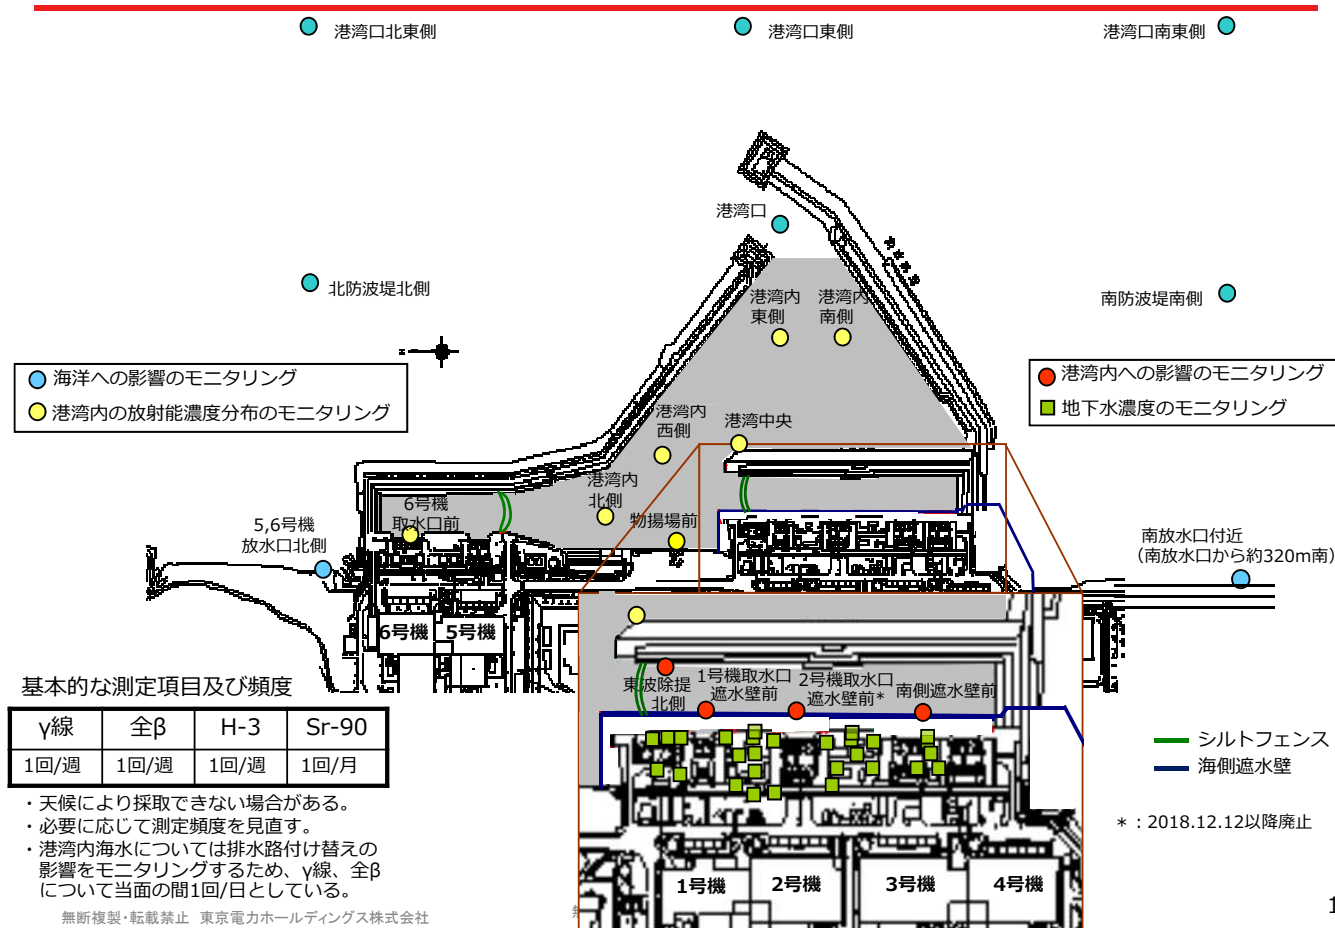 港湾口北東側
港湾口東側
港湾口南東側
港湾口
北防波堤北側
港湾内
東側
港湾内
南側
南防波堤南側
海洋への影響のモニタリング
港湾内の放射能濃度分布のモニタリング
港湾内への影響のモニタリング
地下水濃度のモニタリング
港湾内
西側
港湾中央
港湾内
北側
6号機
取水口前
物揚場前
5,6号機
放水口北側
南放水口付近
（南放水口から約320m南）
6号機
5号機
東波除堤
北側
1号機取水口
遮水壁前
2号機取水口
遮水壁前*
南側遮水壁前
1号機
2号機
3号機
4号機
シルトフェンス
海側遮水壁
＊：2018.12.12以降廃止
基本的な測定項目及び頻度
γ線 全β H-3 Sr-90
1回/週 1回/週 1回/週 1回/月
・天候により採取できない場合がある。
・必要に応じて測定頻度を見直す。
・港湾内海水については排水路付け替えの
影響をモニタリングするため、γ線、全β
について当面の間1回/日としている。
無断複製・転載禁止 東京電力ホールディングス株式会社
1